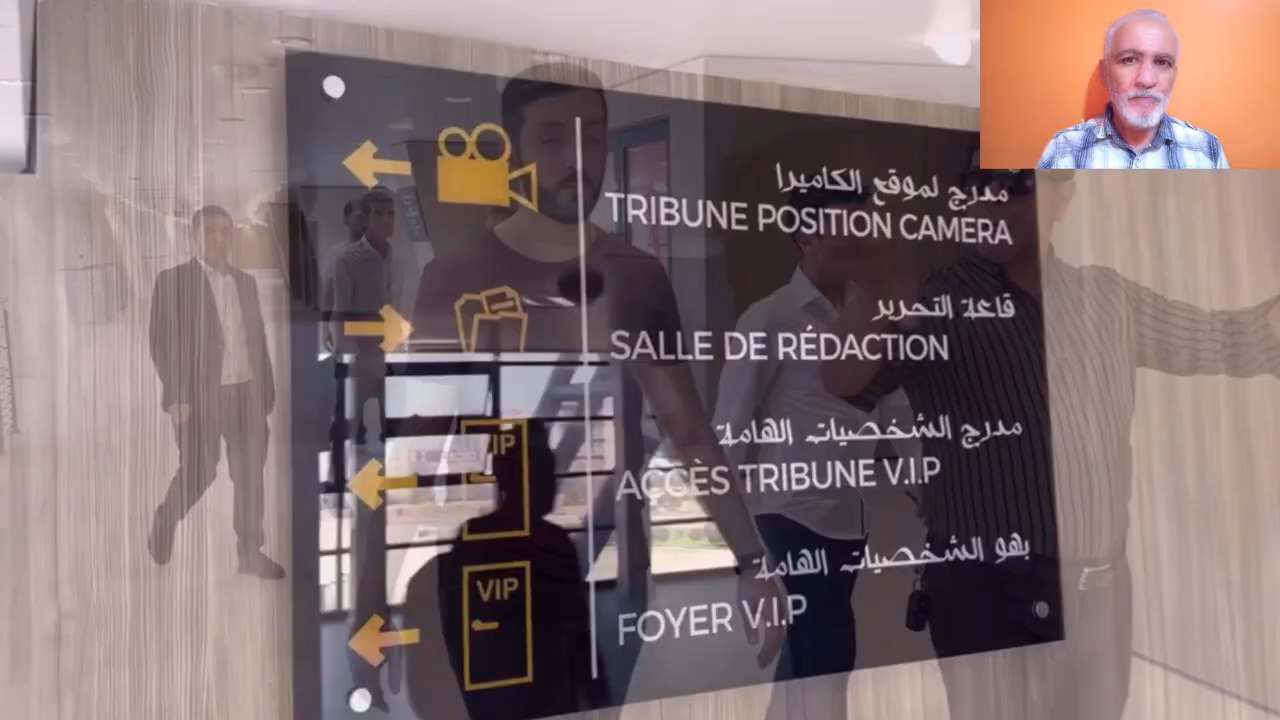 مدرج لموقع الكاميرا
TRIBUNE POSITION CAMERA
قاعة التحرير
SALLE DE RÉDACTION
مدرج الشخصيات الهامة
ACCÈS TRIBUNE V.I.P
VIP
بهو الشخصيات الهامة
FOYER V.I.P
VIP